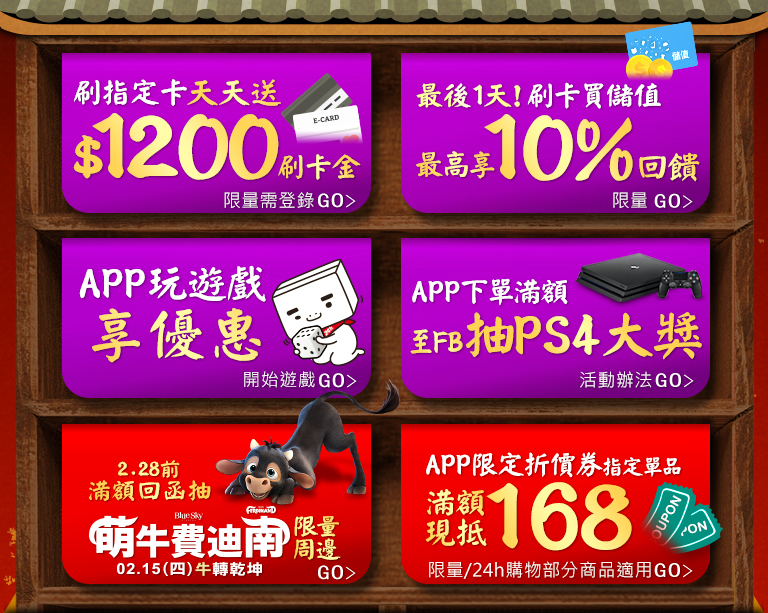 刷指定卡天天送
E-CARD
$1200刷卡金
限量需登錄GO>
儲值
最後1天!刷卡買儲值
最高享10%回饋
限量 GO>
APP玩遊戲
享優惠
開始遊戲GO>
APP下單滿額
至FB抽PS4大獎
活動辦法GO>
2.28前
滿額回函抽
BlueSky
FERDINAND
萌牛費迪南
限量
周邊
02.15(四)牛轉乾坤
GO>
APP限定折價券指定單品
滿額
現抵
168
COUPON
限量/24h購物部分商品適用GO>